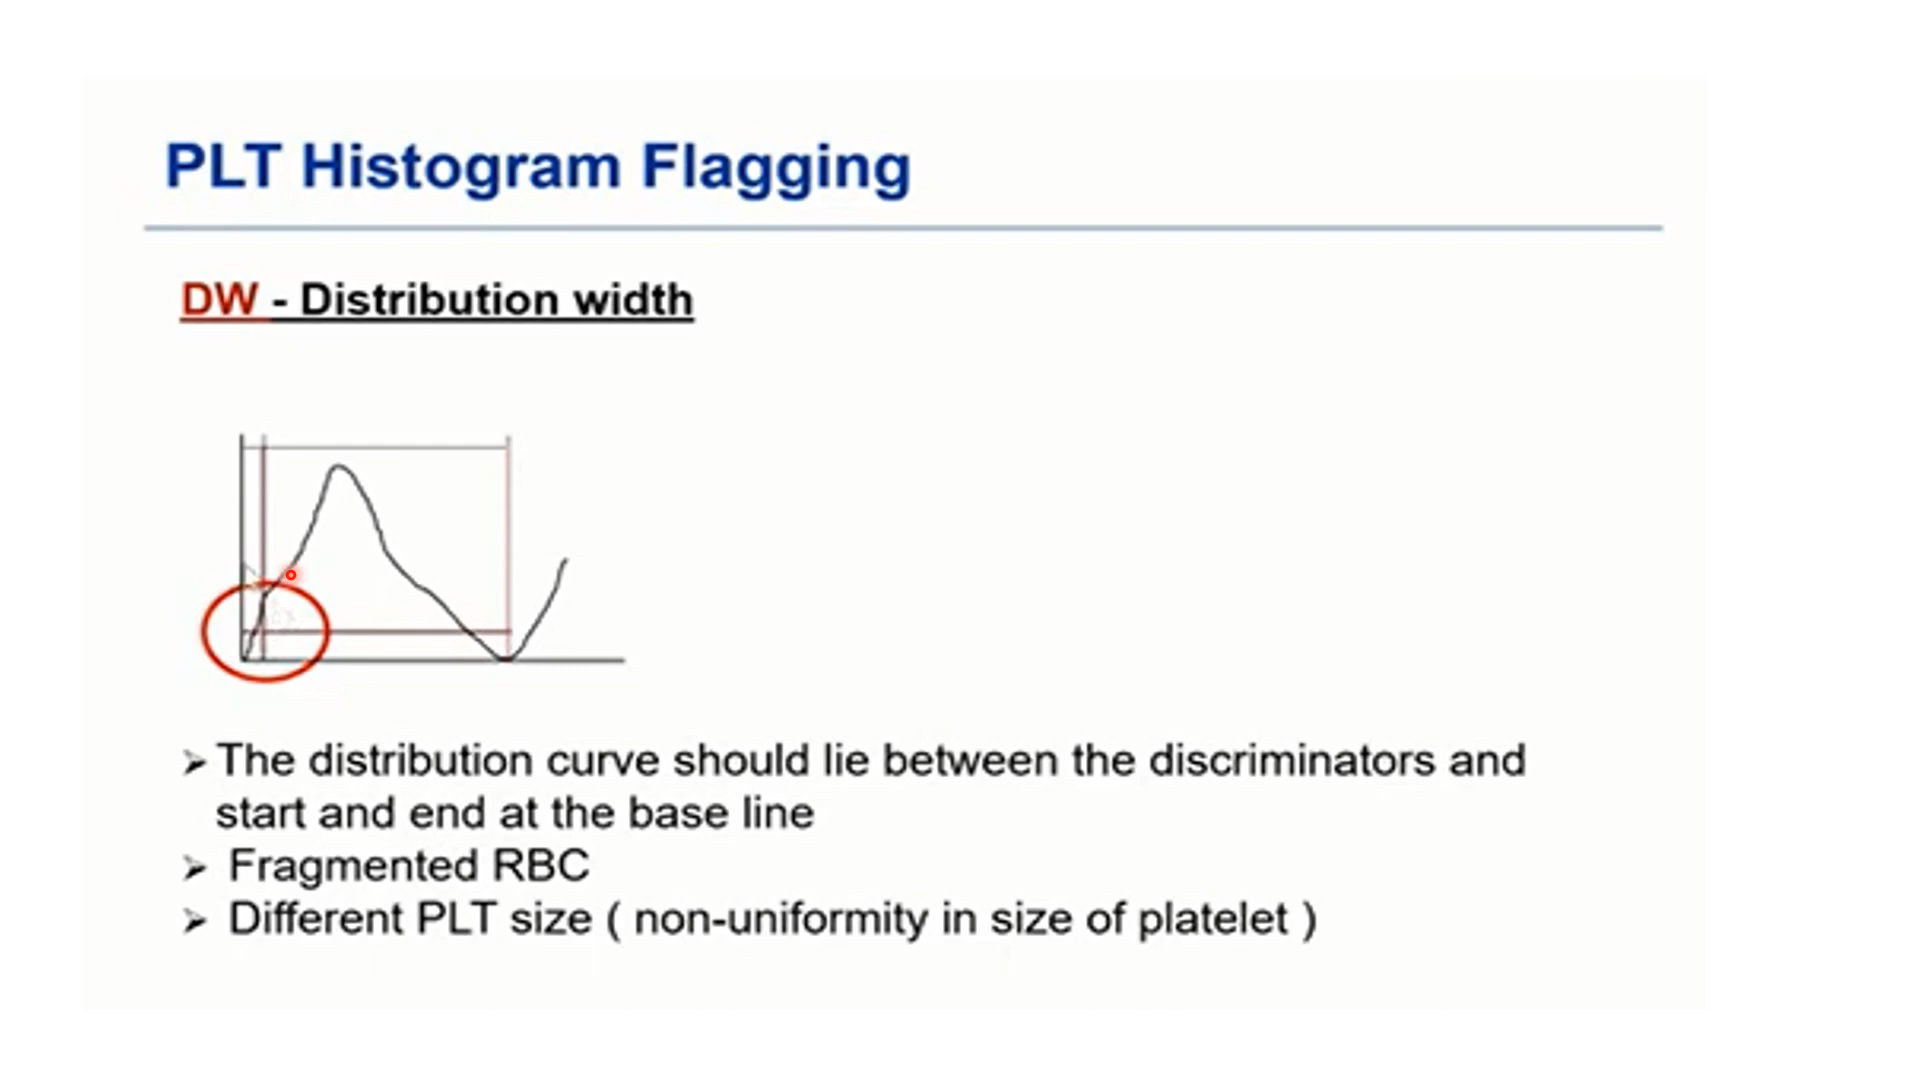 PLT Histogram Flagging
DW - Distribution width
➢ The distribution curve should lie between the discriminators and
start and end at the base line
➢ Fragmented RBC
➢ Different PLT size ( non-uniformity in size of platelet )